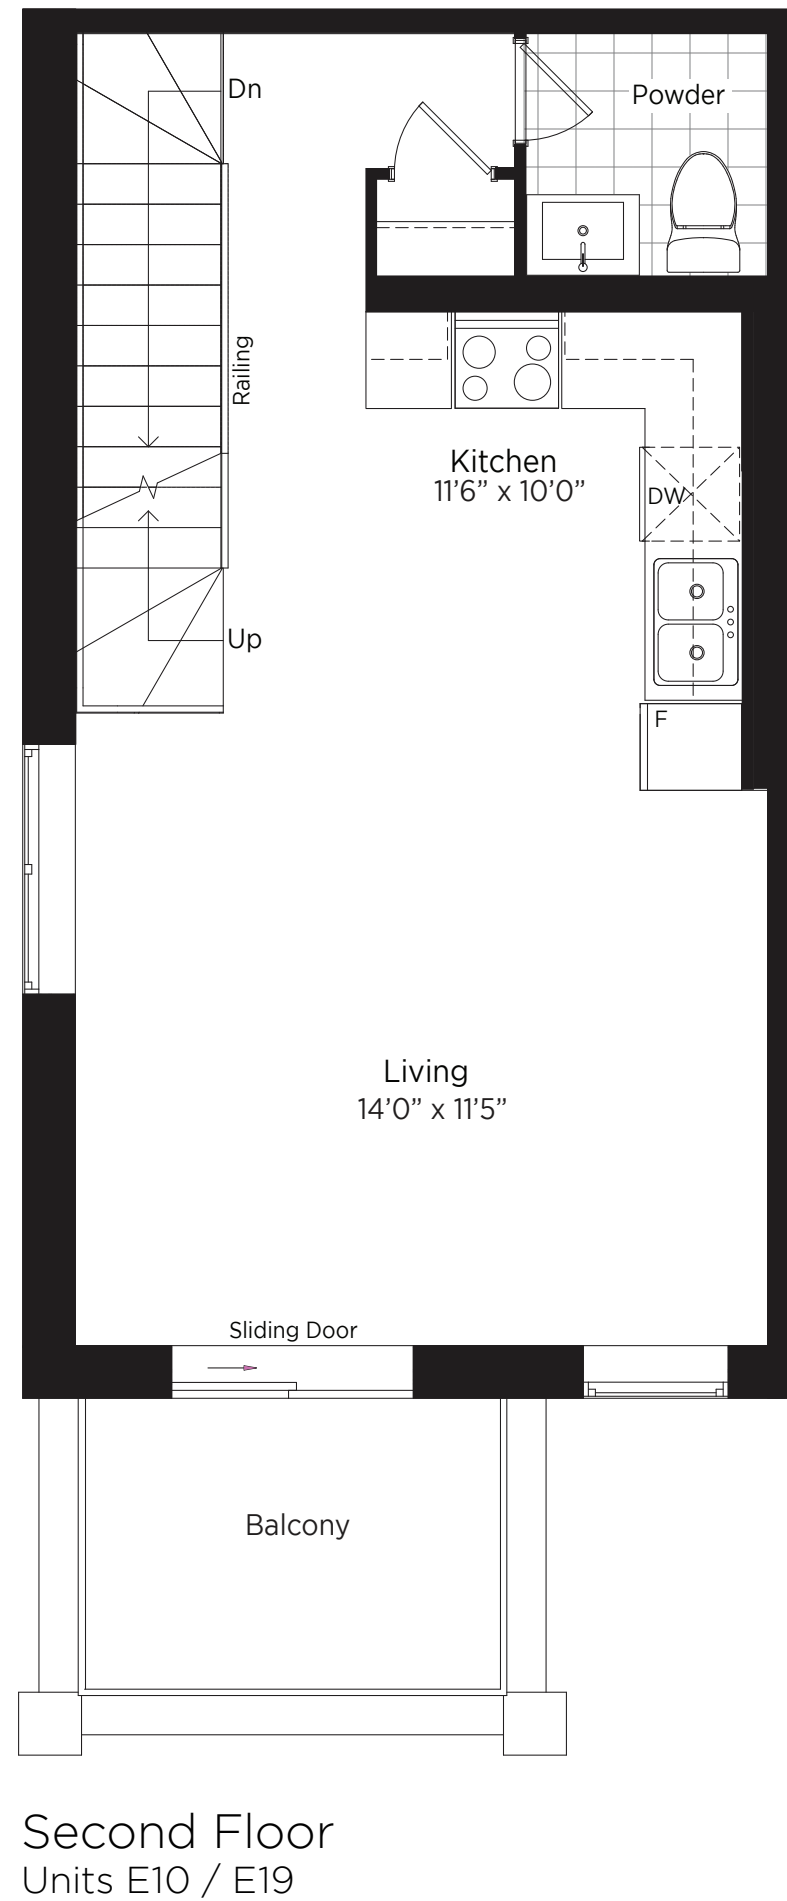 Dn
Powder
Railing
Kitchen
11'6” x 10'0”
DW
Up
F
Living
14'0” x 11'5”
Sliding Door
Balcony
Second Floor
Units E10 / E19